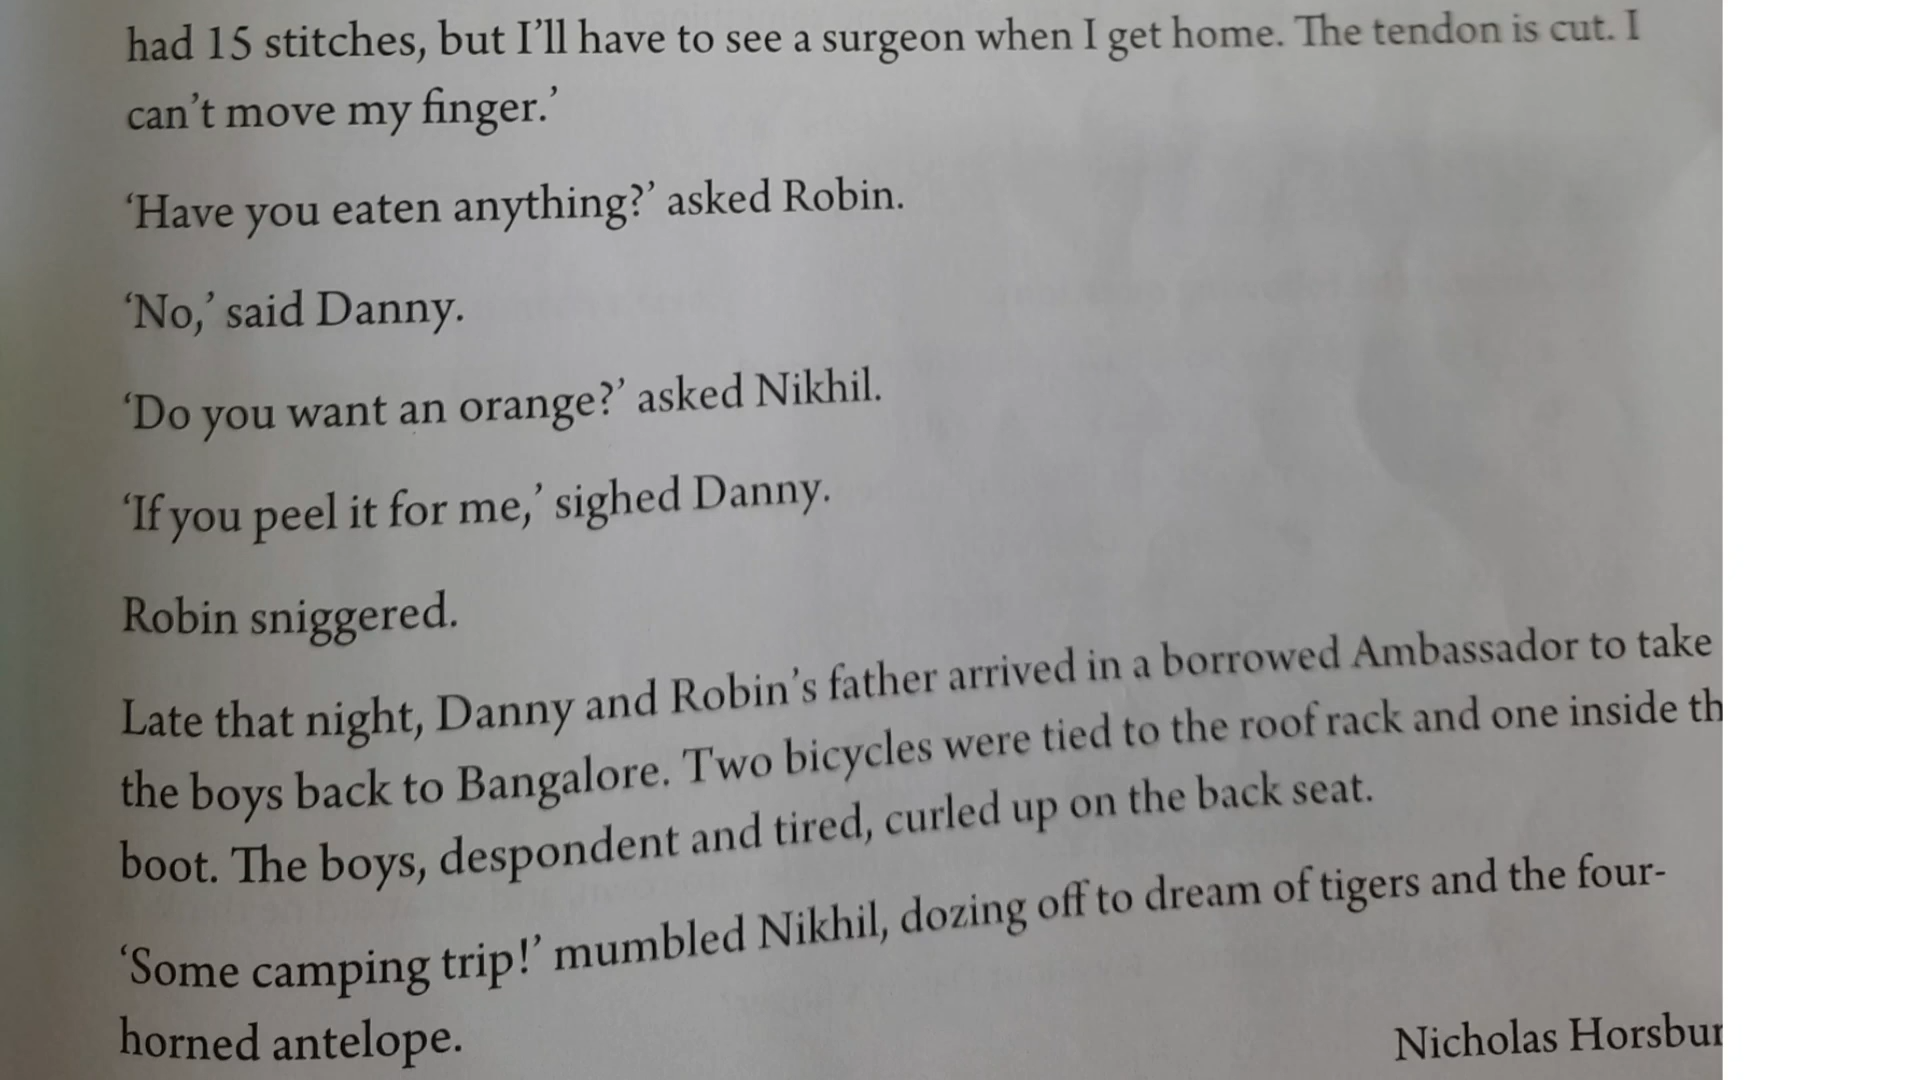 had 15 stitches, but I’ll have to see a surgeon when I get home. The tendon is cut. I
can’t move my finger.’
‘Have you eaten anything?’ asked Robin.
‘No,’ said Danny.
‘Do you want an orange?’ asked Nikhil.
‘If you peel it for me,’ sighed Danny.
Robin sniggered.
Late that night, Danny and Robin’s father arrived in a borrowed Ambassador to take
the boys back to Bangalore. Two bicycles were tied to the roof rack and one inside th
boot. The boys, despondent and tired, curled up on the back seat.
‘Some camping trip!’ mumbled Nikhil, dozing off to dream of tigers and the four-
horned antelope.
Nicholas Horsbur